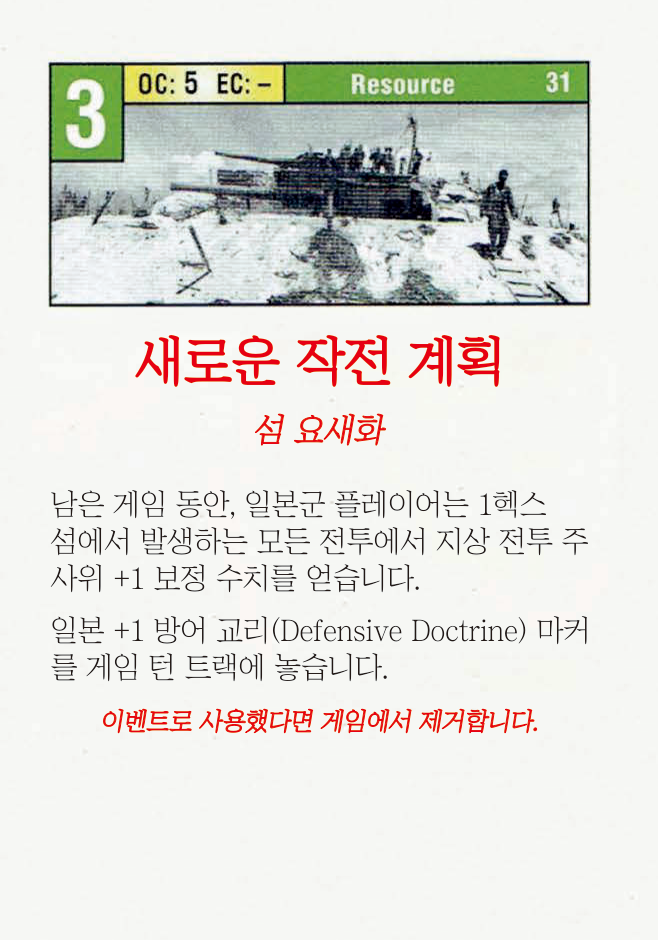 3
OC: 5 EC: –
Resource 31
새로운 작전 계획
섬 요새화
남은 게임 동안, 일본군 플레이어는 1헥스
섬에서 발생하는 모든 전투에서 지상 전투 주
사위 +1 보정 수치를 얻습니다.
일본 +1 방어 교리(Defensive Doctrine) 마커
를 게임 턴 트랙에 놓습니다.
이벤트로 사용했다면 게임에서 제거합니다.